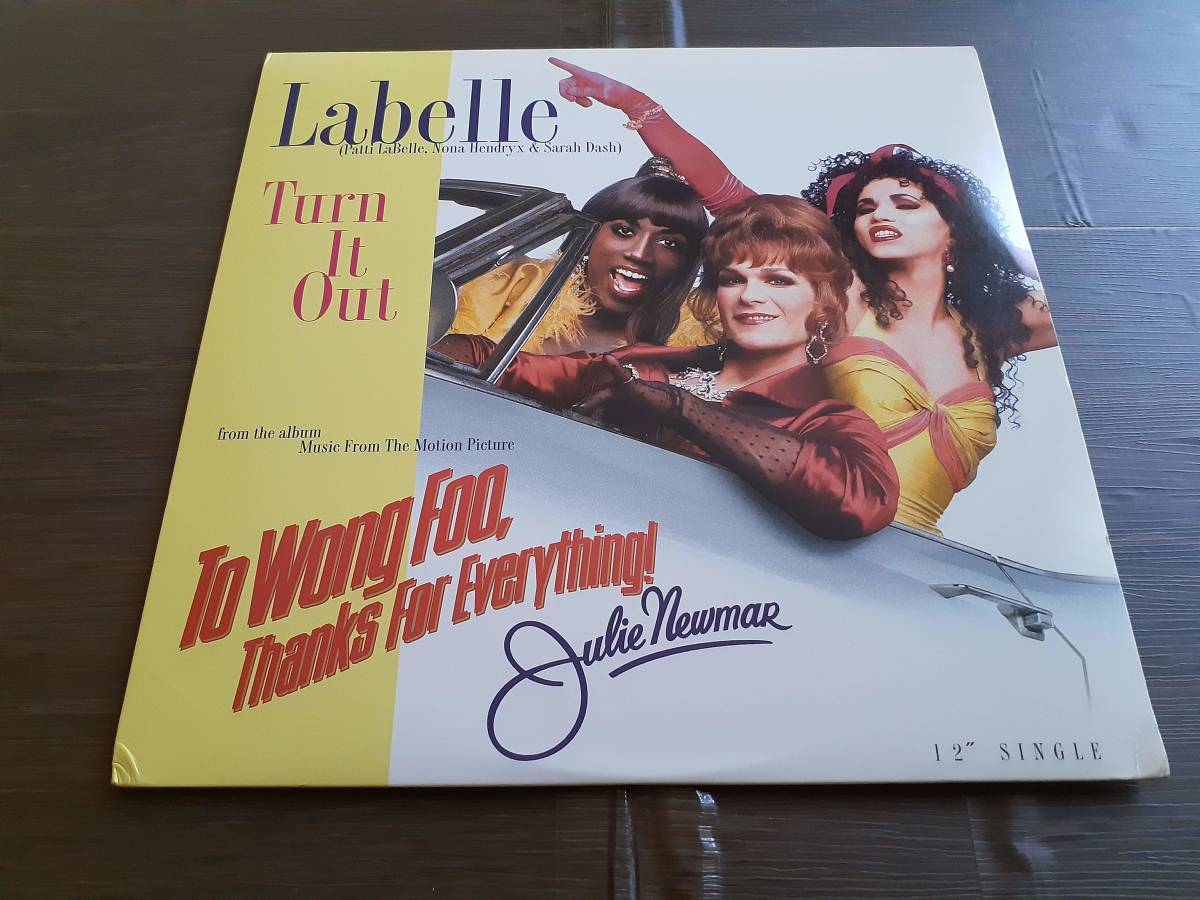 Labelle
(Patti LaBelle, Nona Hendryx & Sarah Dash)
Turn
It
Out
from the album
Music From The Motion Picture
To Wong Foo,
Thanks For Everything!
Julie Newmar
12" SINGLE